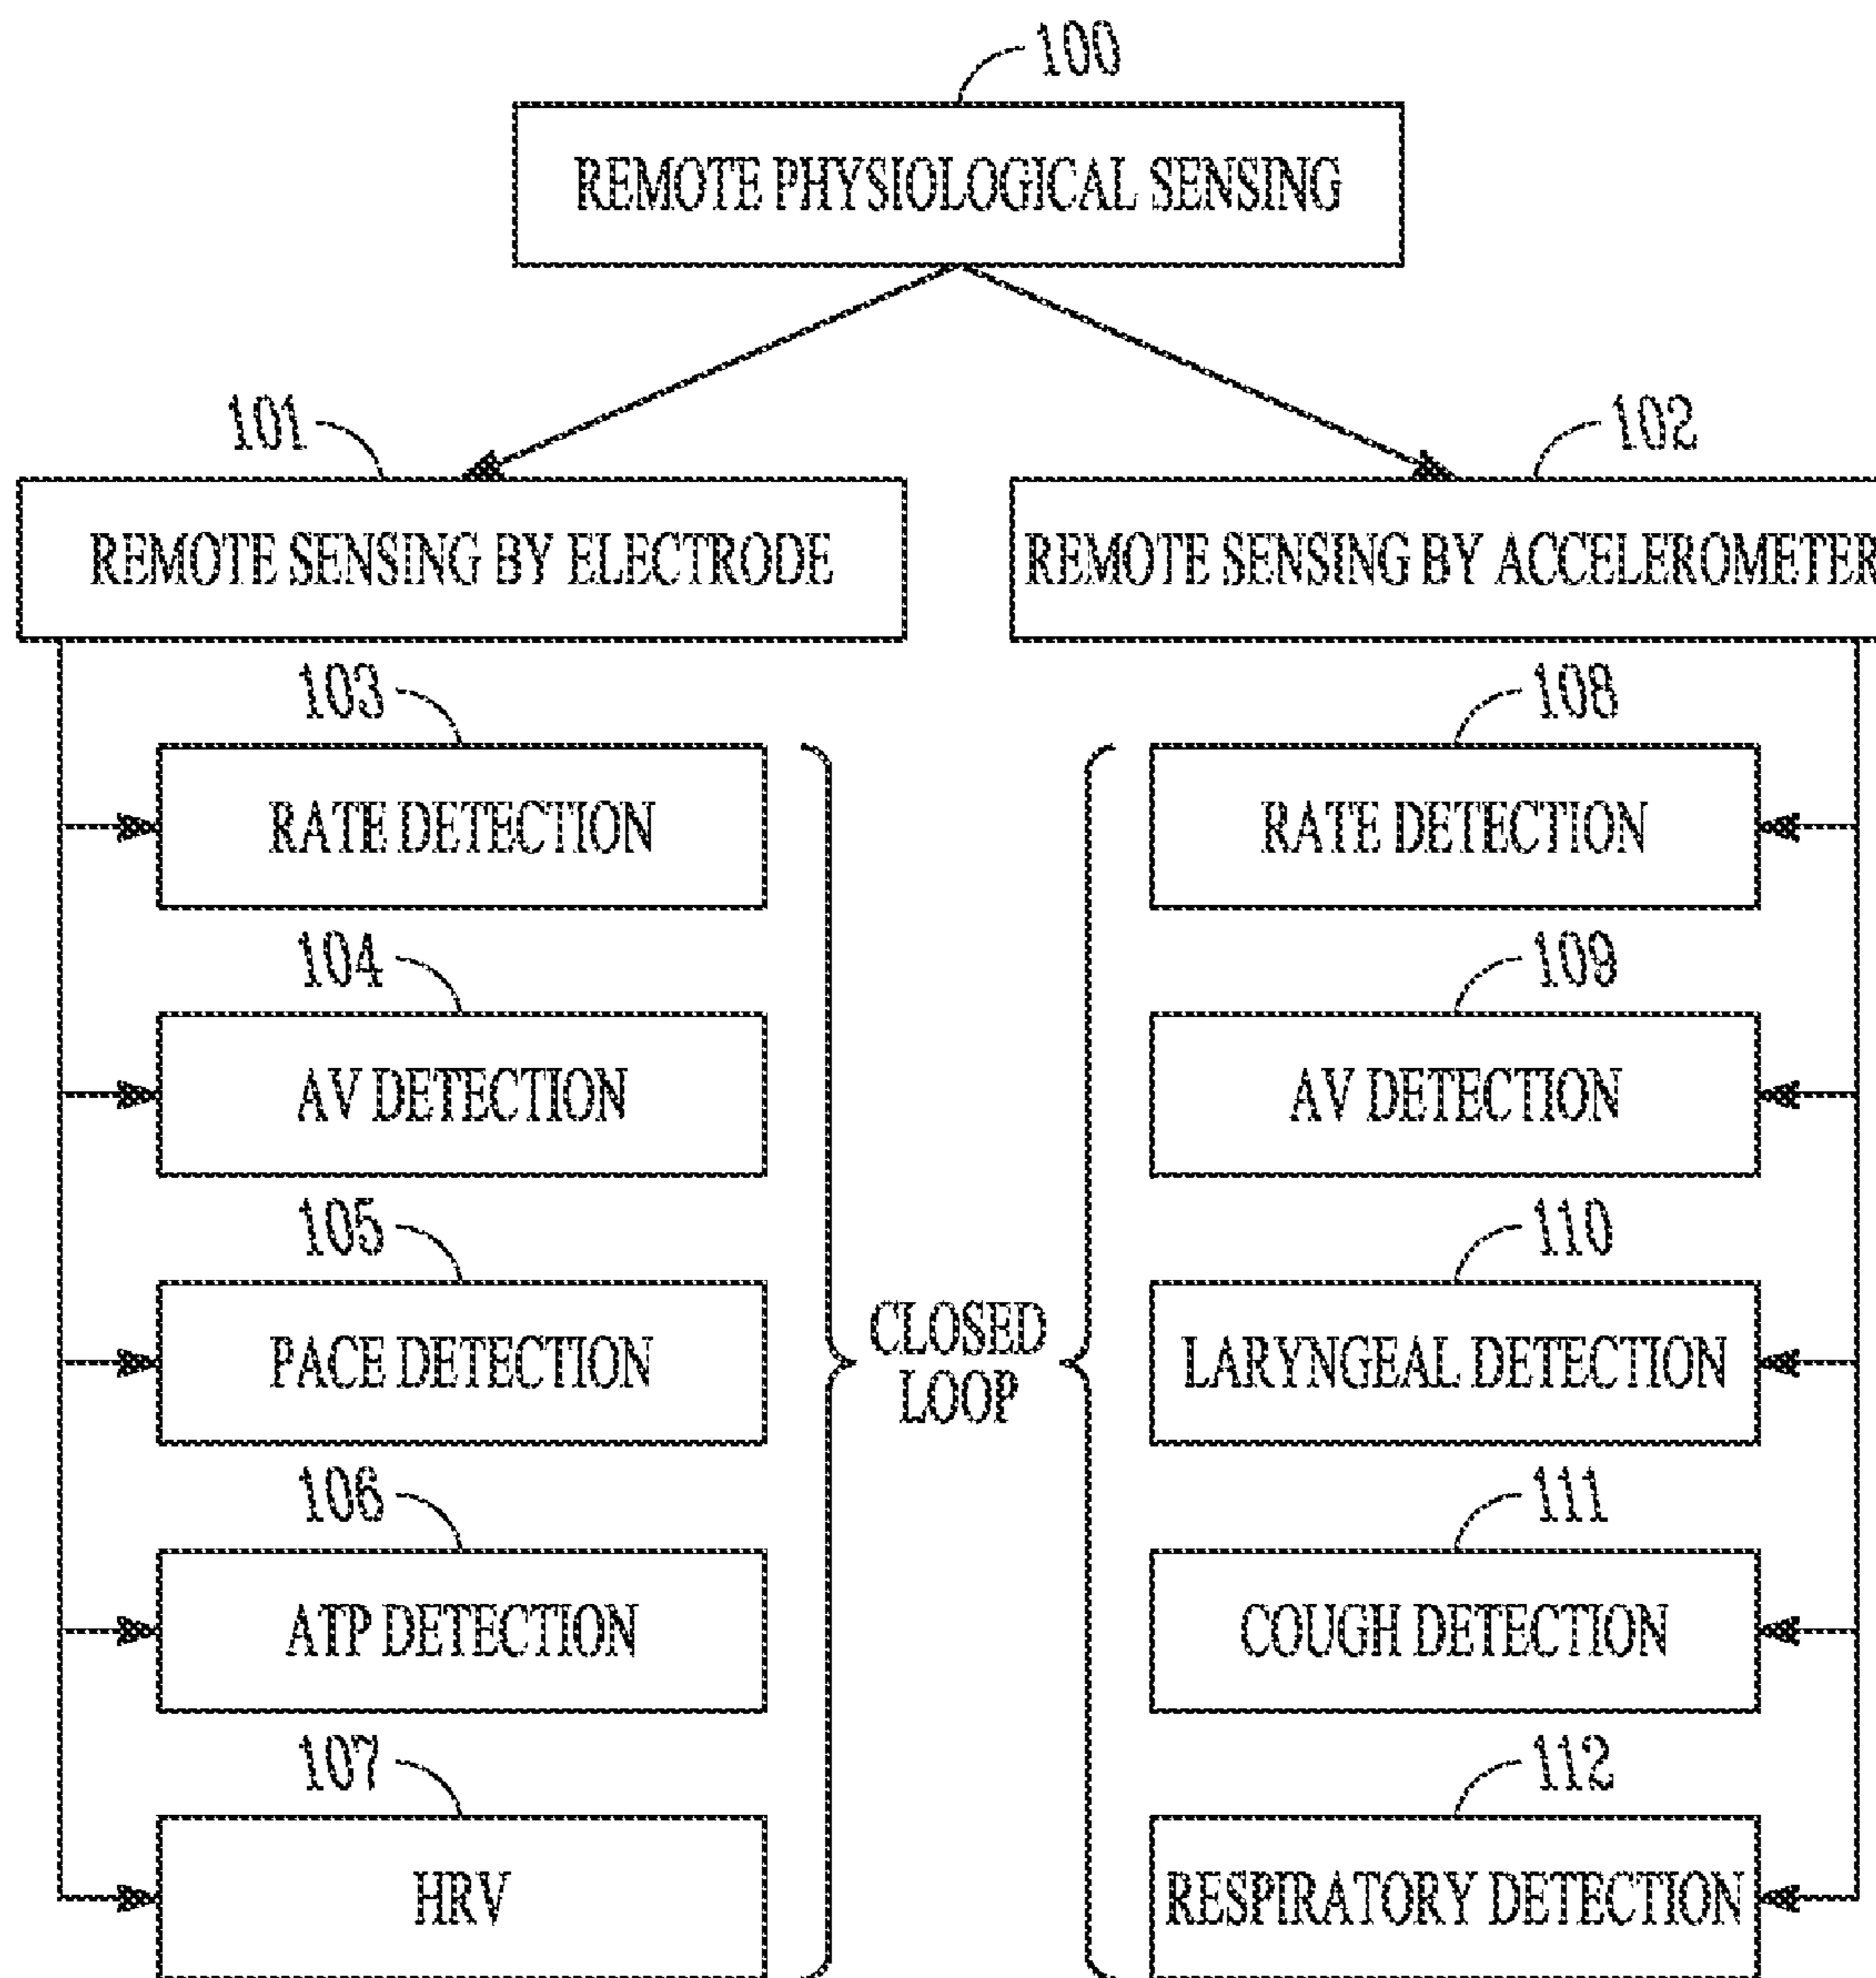 100
REMOTE PHYSIOLOGICAL SENSING
101
REMOTE SENSING BY ELECTRODE
102
REMOTE SENSING BY ACCELEROMETER
103
RATE DETECTION
104
AV DETECTION
105
PACE DETECTION
106
ATP DETECTION
107
HRV
CLOSED
LOOP
108
RATE DETECTION
109
AV DETECTION
110
LARYNGEAL DETECTION
111
COUGH DETECTION
112
RESPIRATORY DETECTION